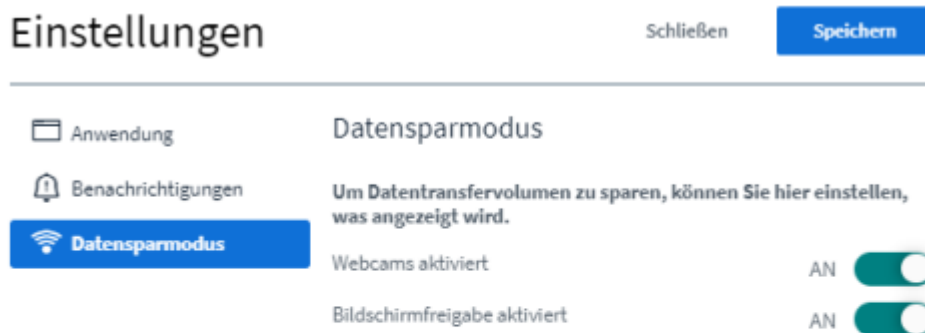 Einstellungen
Schließen
Speichern
Anwendung
Benachrichtigungen
Datensparmodus
Datensparmodus
Um Datentransfervolumen zu sparen, können Sie hier einstellen,
was angezeigt wird.
Webcams aktiviert
AN
Bildschirmfreigabe aktiviert
AN